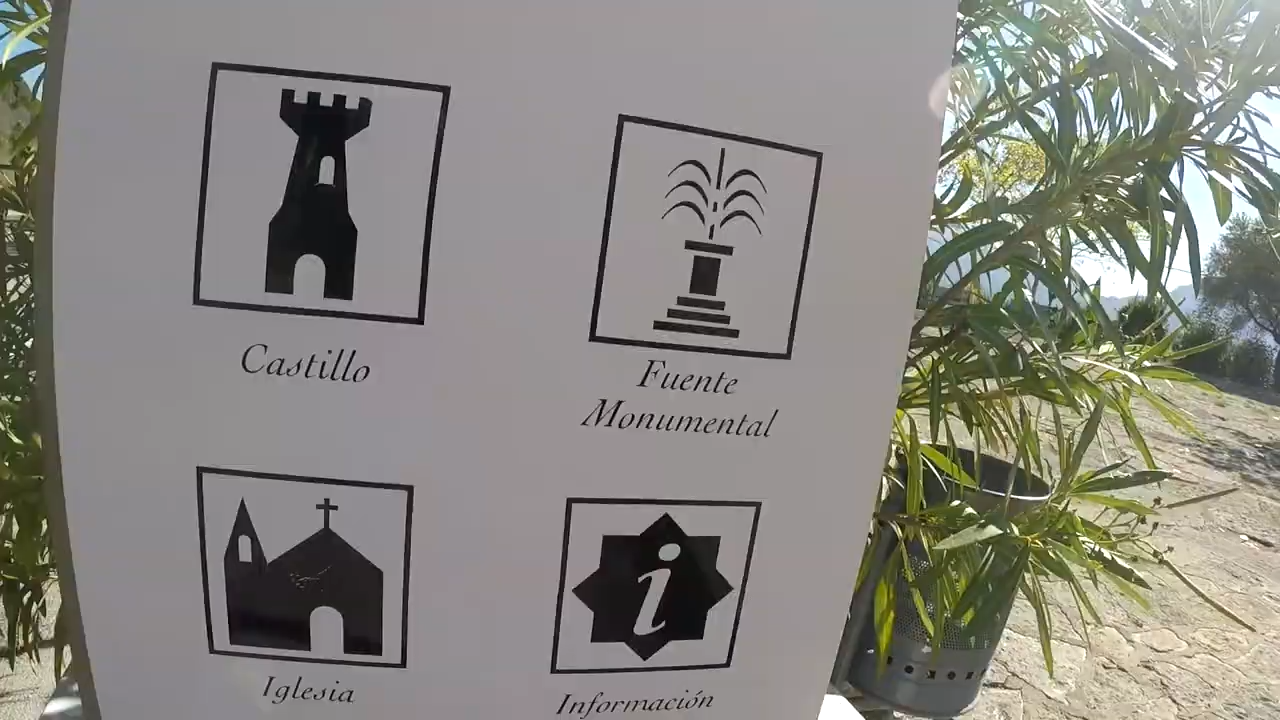 Castillo
Fuente
Monumental
Iglesia
i
Información